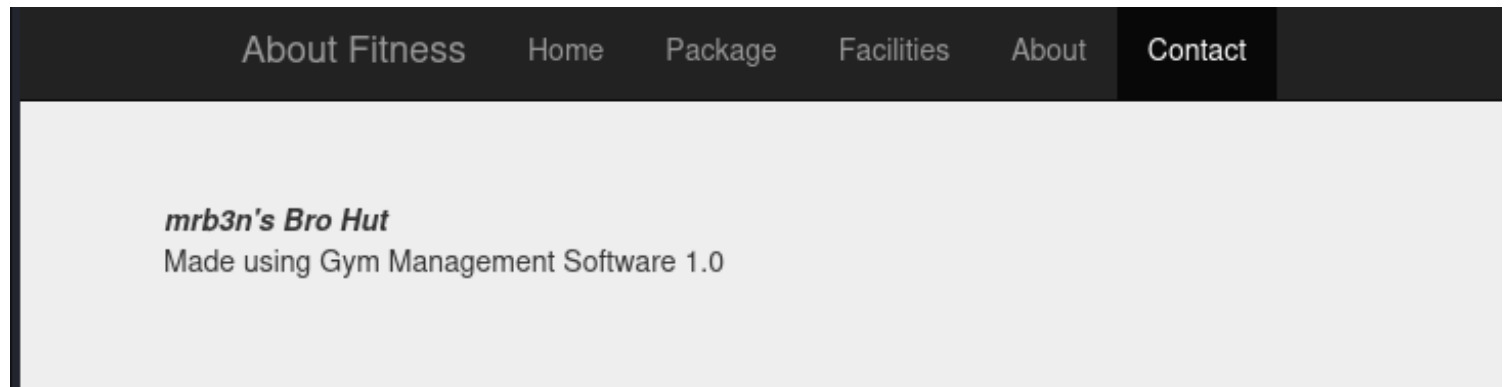 About Fitness Home Package Facilities About Contact
mrb3n's Bro Hut
Made using Gym Management Software 1.0